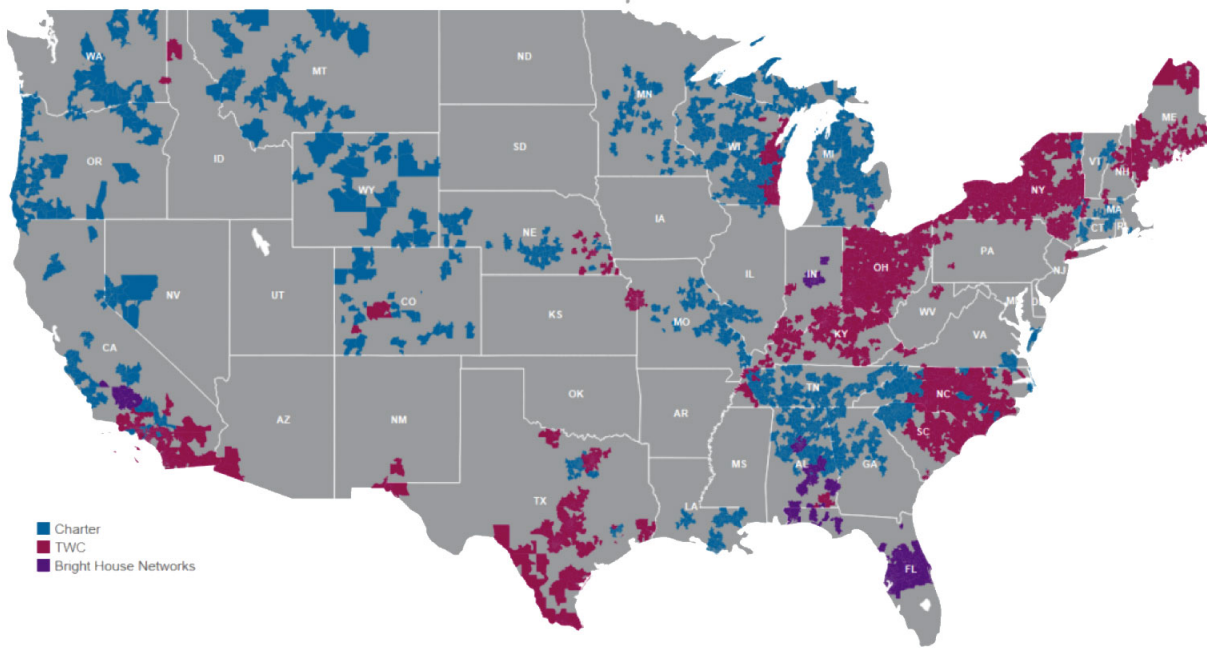 WA
MT
ND
MN
ME
OR
ID
SD
WI
MI
VT
NH
WY
NY
MA
CT
RI
NE
IA
PA
NV
UT
CO
IL
IN
OH
NJ
KS
MO
KY
WV
VA
CA
TN
NC
OK
AR
SC
AZ
NM
MS
GA
TX
LA
FL
Charter
TWC
Bright House Networks